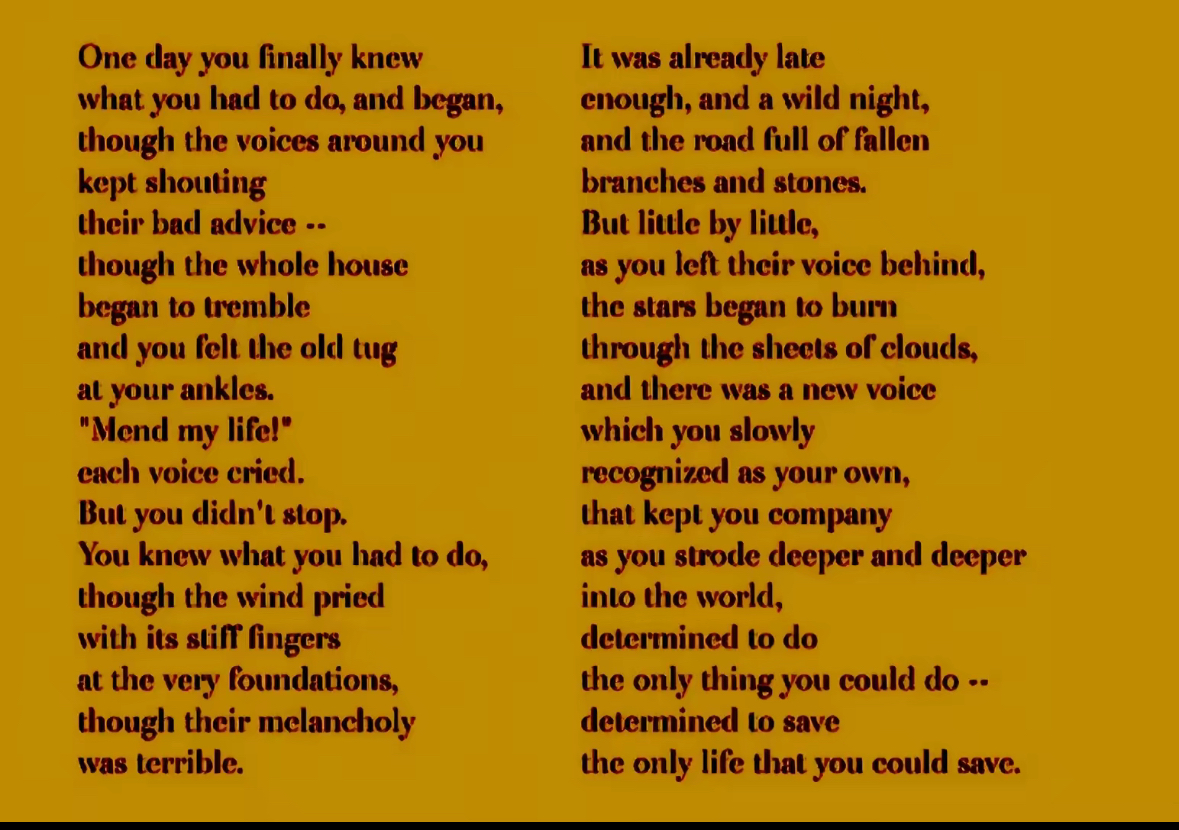 One day you finally knew
what you had to do, and began,
though the voices around you
kept shouting
their bad advice --
though the whole house
began to tremble
and you felt the old tug
at your ankles.
"Mend my life!"
each voice cried.
But you didn't stop.
You knew what you had to do,
though the wind pried
with its stiff fingers
at the very foundations,
though their melancholy
was terrible.
It was already late
enough, and a wild night,
and the road full of fallen
branches and stones.
But little by little,
as you left their voice behind,
the stars began to burn
through the sheets of clouds,
and there was a new voice
which you slowly
recognized as your own,
that kept you company
as you strode deeper and deeper
into the world,
determined to do
the only thing you could do --
determined to save
the only life that you could save.